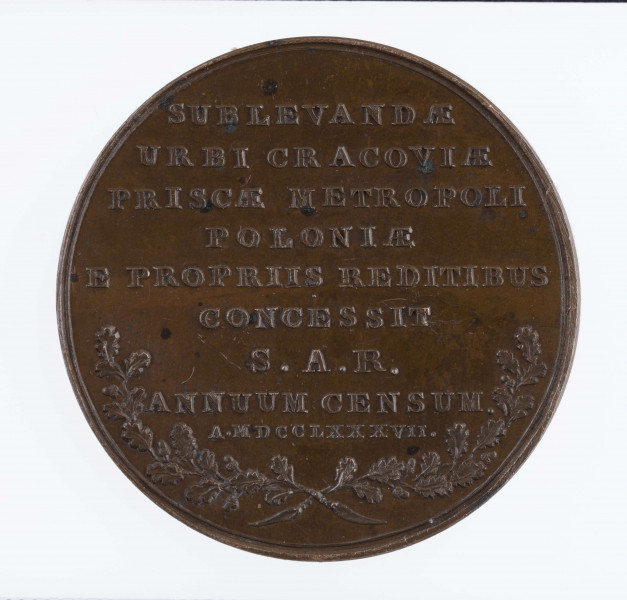 SUBLEVANDÆ
URBI CRACOVIÆ
PRISCÆ METROPOLI
POLONIÆ
E PROPRIIS REDITIBUS
CONCESSIT
S. A. R.
ANNUUM CENSUM.
A·MDCCLXXXVII.